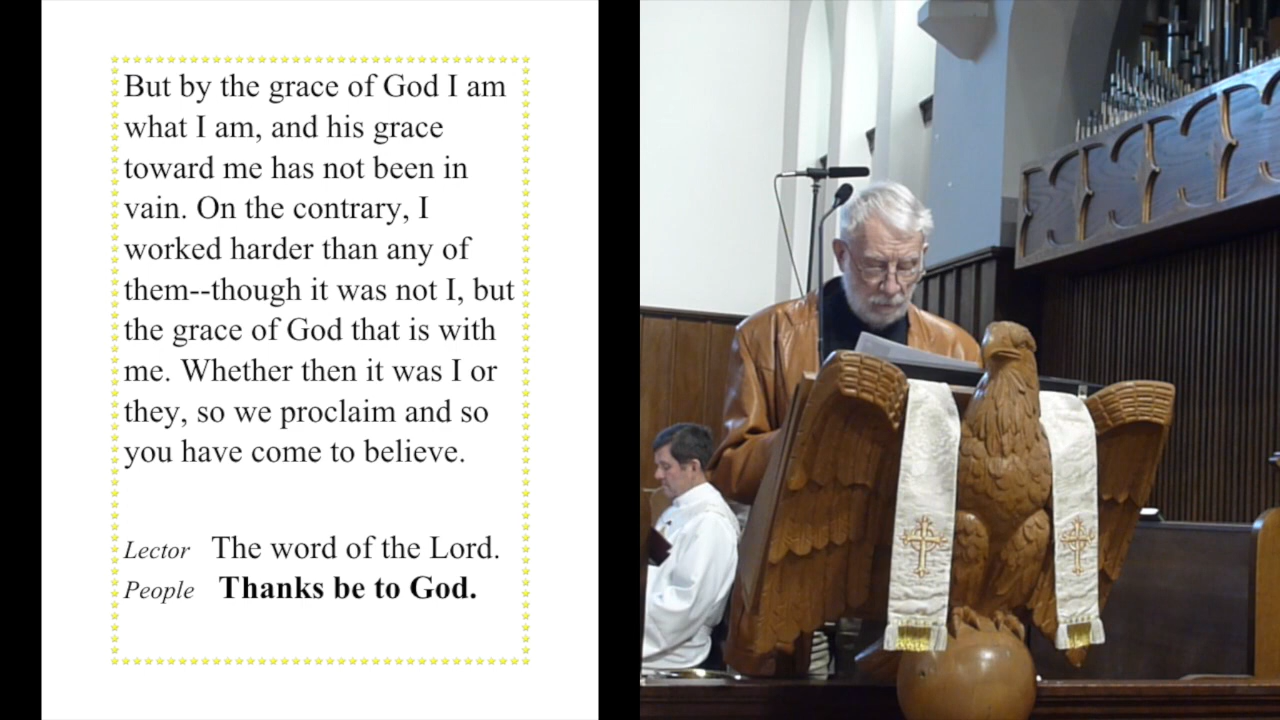 But by the grace of God I am
what I am, and his grace
toward me has not been in
vain. On the contrary, I
worked harder than any of
them--though it was not I, but
the grace of God that is with
me. Whether then it was I or
they, so we proclaim and so
you have come to believe.
Lector The word of the Lord.
People Thanks be to God.